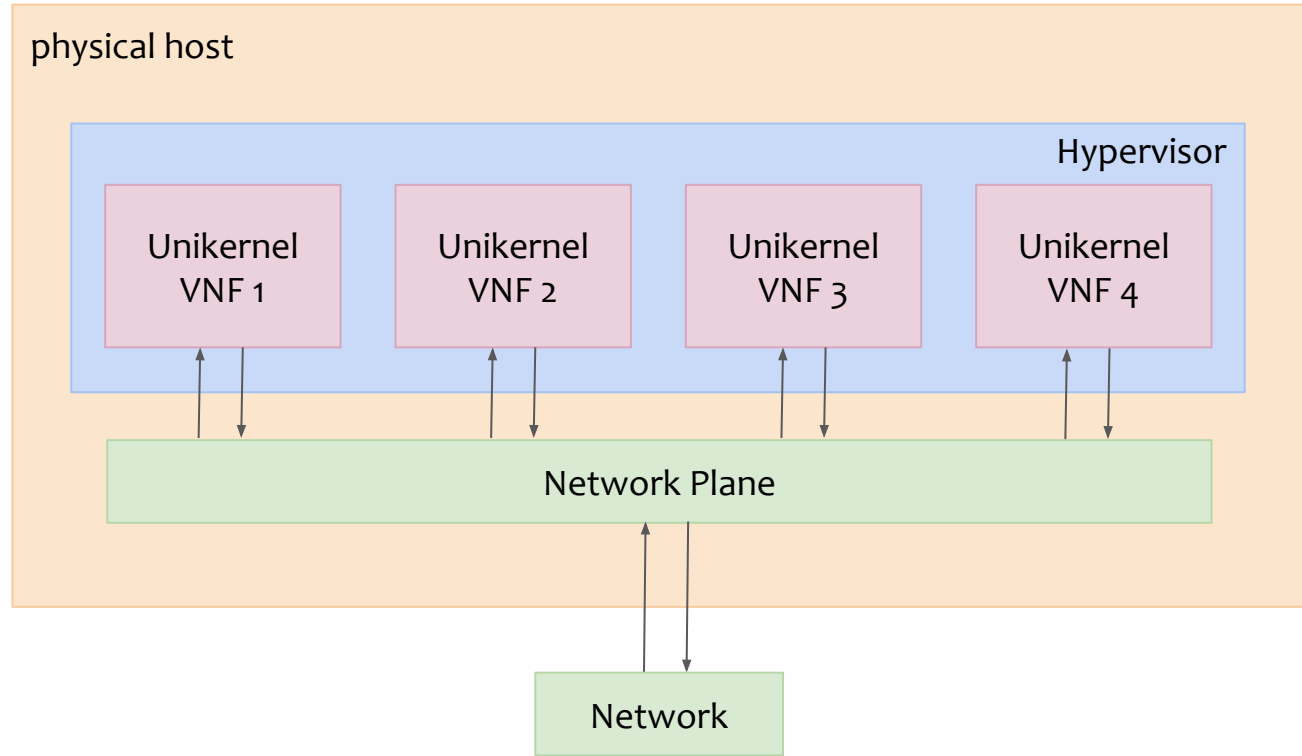 physical host
Hypervisor
Unikernel
VNF 1
Unikernel
VNF 2
Unikernel
VNF 3
Unikernel
VNF 4
Network Plane
Network